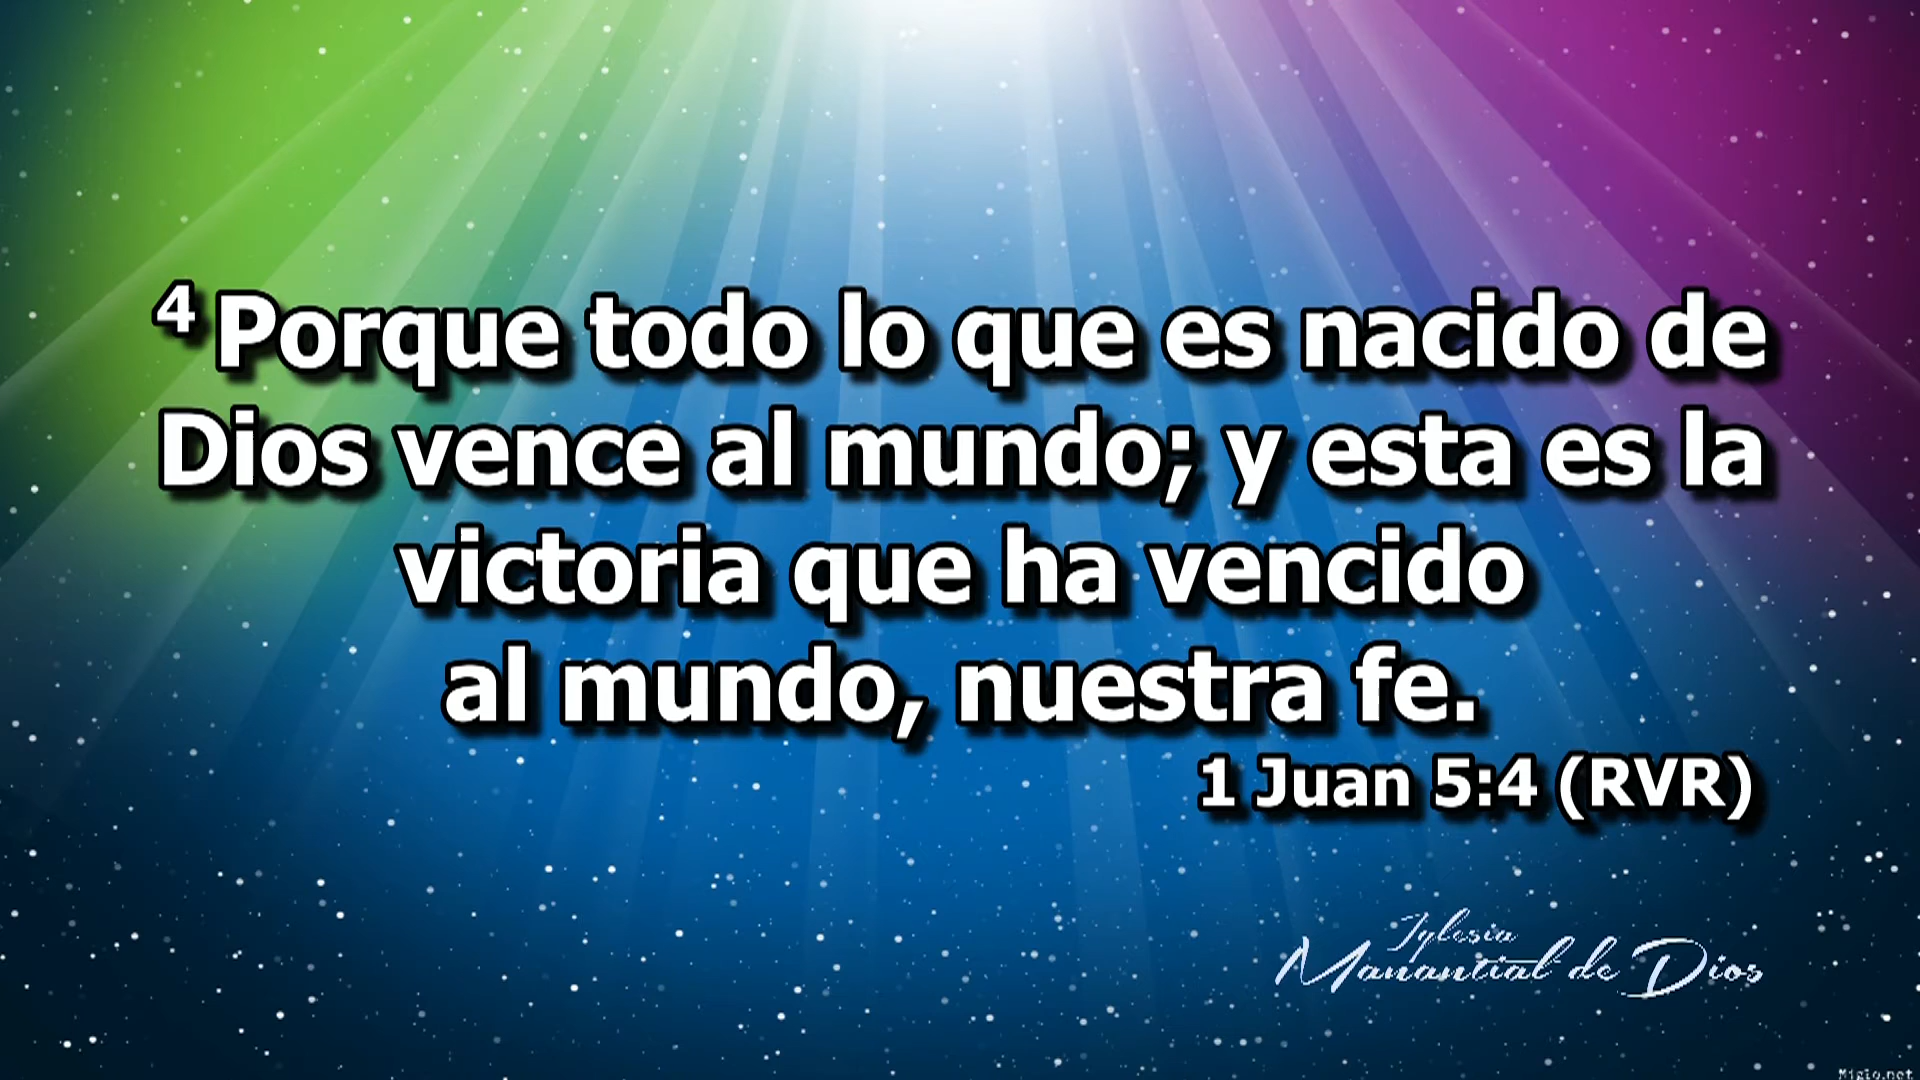 4 Porque todo lo que es nacido de
Dios vence al mundo; y esta es la
victoria que ha vencido
al mundo, nuestra fe.
1 Juan 5:4 (RVR)
Iglesia
Manantial de Dios